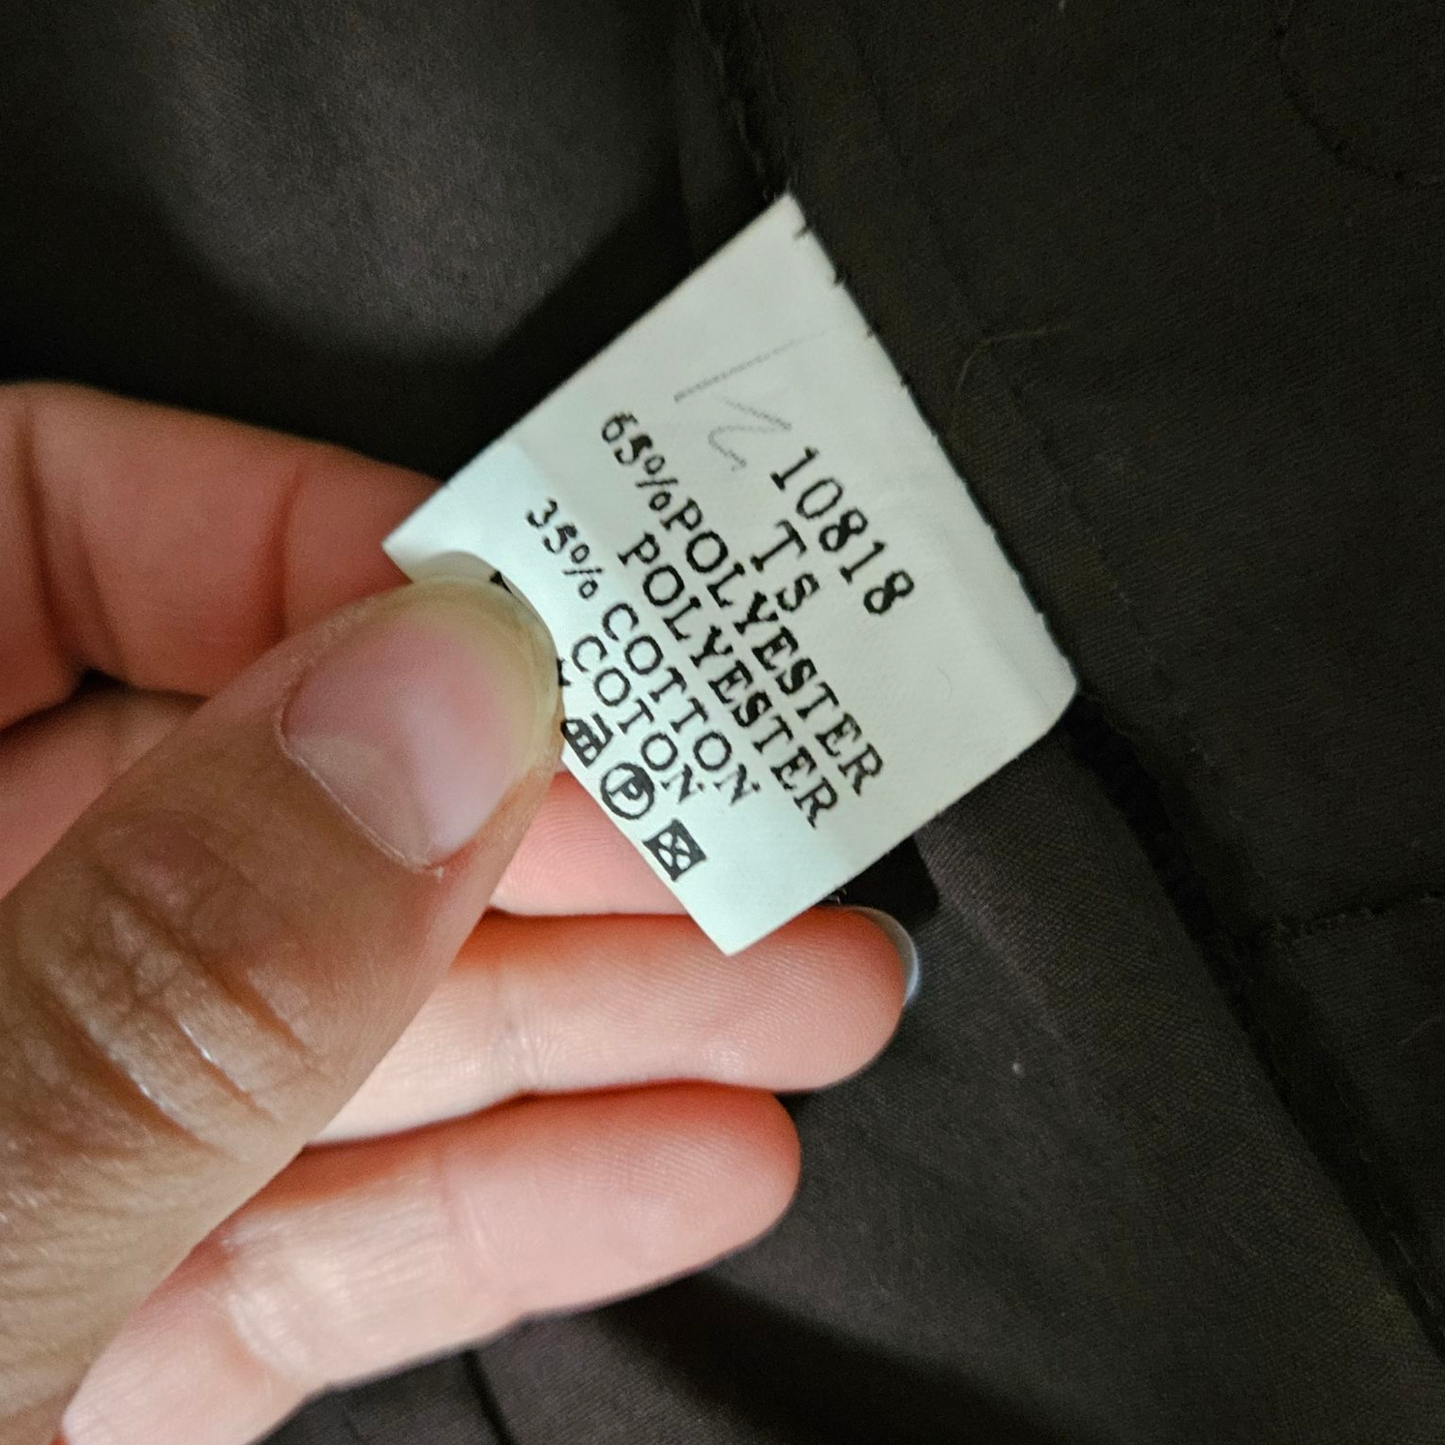 10818
TS
65%POLYESTER
POLYESTER
35% COTTON
COTON
P